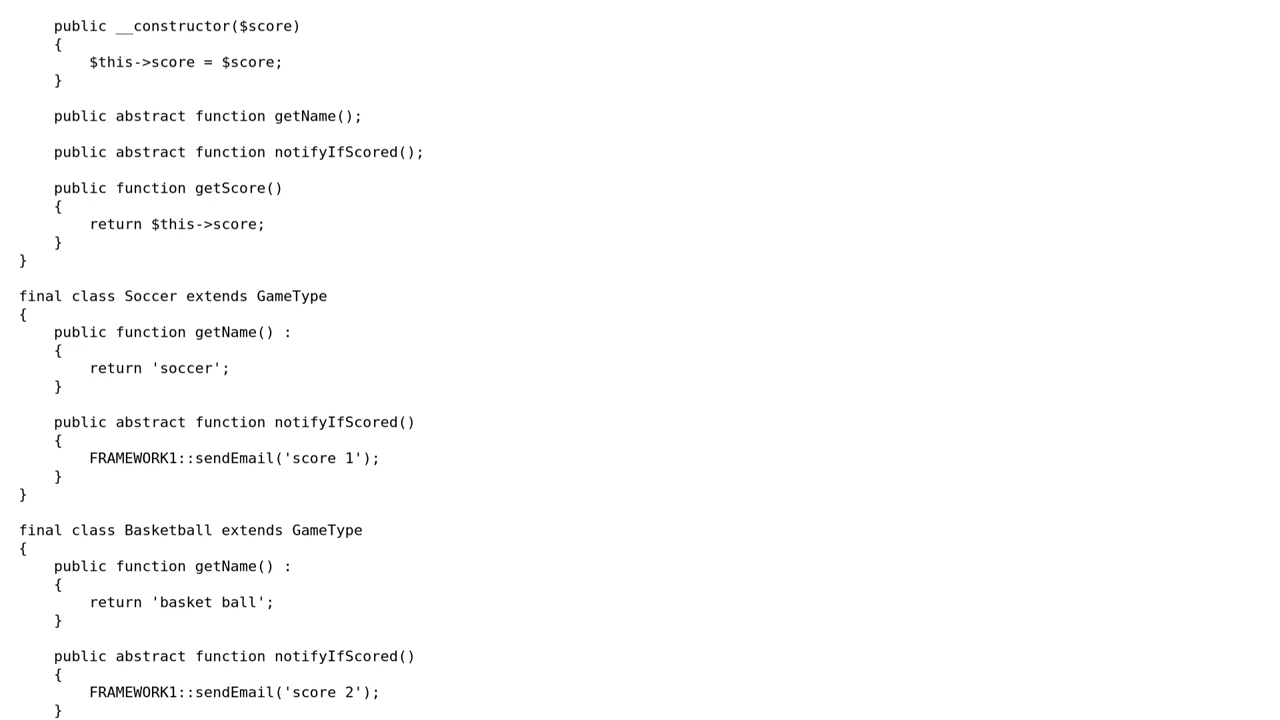 public __constructor($score)
    {
        $this->score = $score;
    }

    public abstract function getName();

    public abstract function notifyIfScored();

    public function getScore()
    {
        return $this->score;
    }
}

final class Soccer extends GameType
{
    public function getName() :
    {
        return 'soccer';
    }

    public abstract function notifyIfScored()
    {
        FRAMEWORK1::sendEmail('score 1');
    }
}

final class Basketball extends GameType
{
    public function getName() :
    {
        return 'basket ball';
    }

    public abstract function notifyIfScored()
    {
        FRAMEWORK1::sendEmail('score 2');
    }